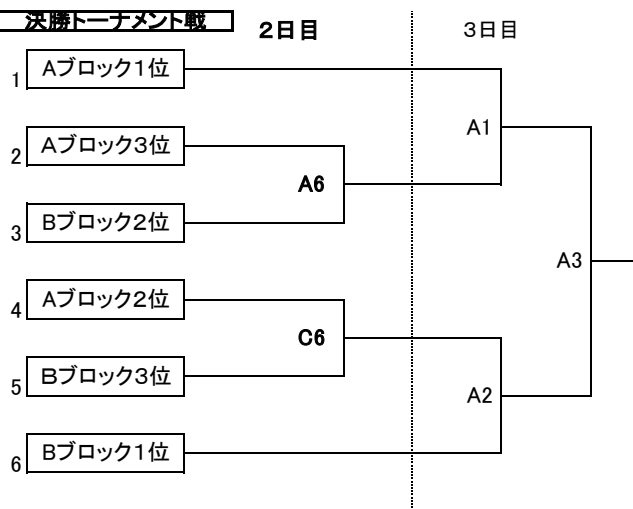 決勝トーナメント戦
2日目
3日目
1 Aブロック1位
2 Aブロック3位
3 Bブロック2位
4 Aブロック2位
5 Bブロック3位
6 Bブロック1位
A6
C6
A1
A2
A3